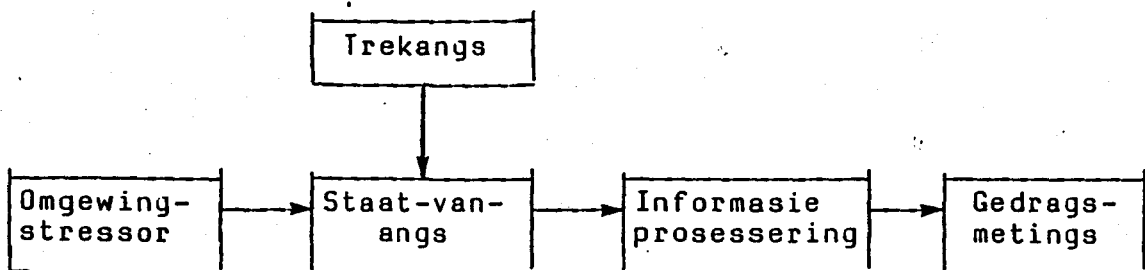 Trekangs
Omgewing-
stressor
Staat-van-
angs
Informasie
prosessering
Gedrags-
metings